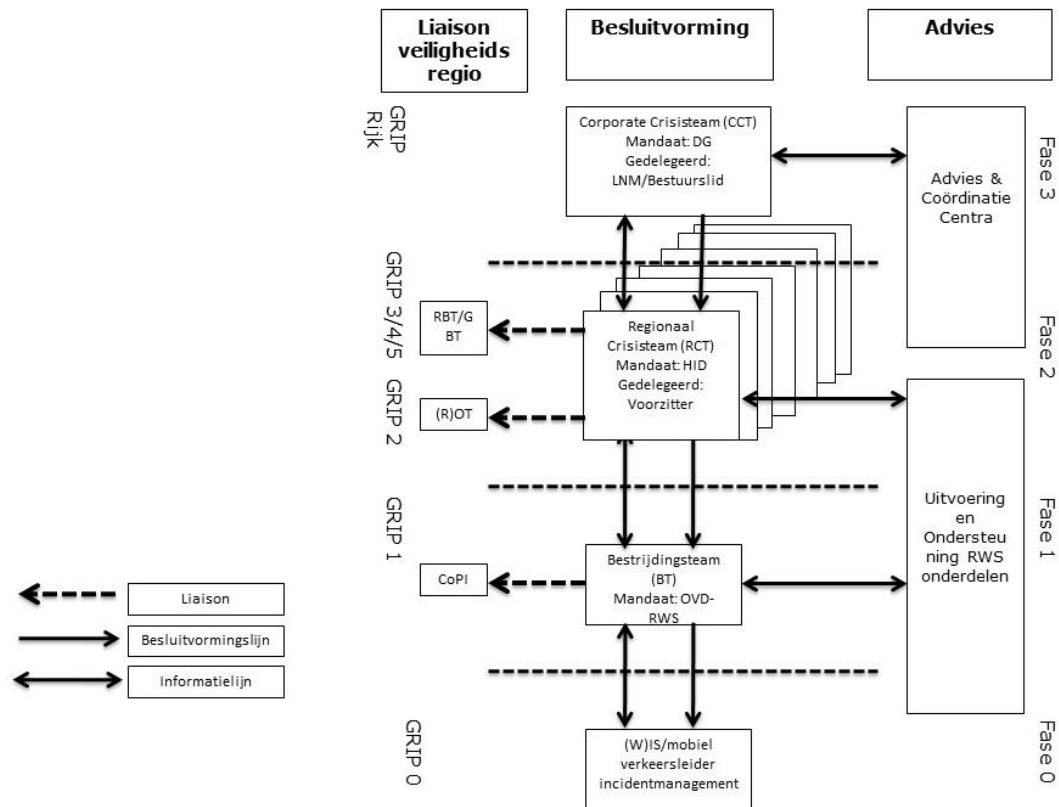 Liaison
veiligheids
regio
Besluitvorming
Advies
GRIP
Rijk
Corporate Crisisteam (CCT)
Mandaat: DG
Gedelegeerd:
LNM/Bestuurslid
Advies &
Coördinatie
Centra
Fase 3
GRIP 3/4/5
RBT/G
BT
Regionaal
Crisisteam (RCT)
Mandaat: HID
Gedelegeerd:
Voorzitter
Fase 2
GRIP 2
(R)OT
GRIP 1
CoPI
Bestrijdingsteam
(BT)
Mandaat: OVD-
RWS
Uitvoering
en
Ondersteu
ning RWS
onderdelen
Fase 1
Liaison
Besluitvormingslijn
Informatielijn
GRIP 0
(W)IS/mobiel
verkeersleider
incidentmanagement
Fase 0